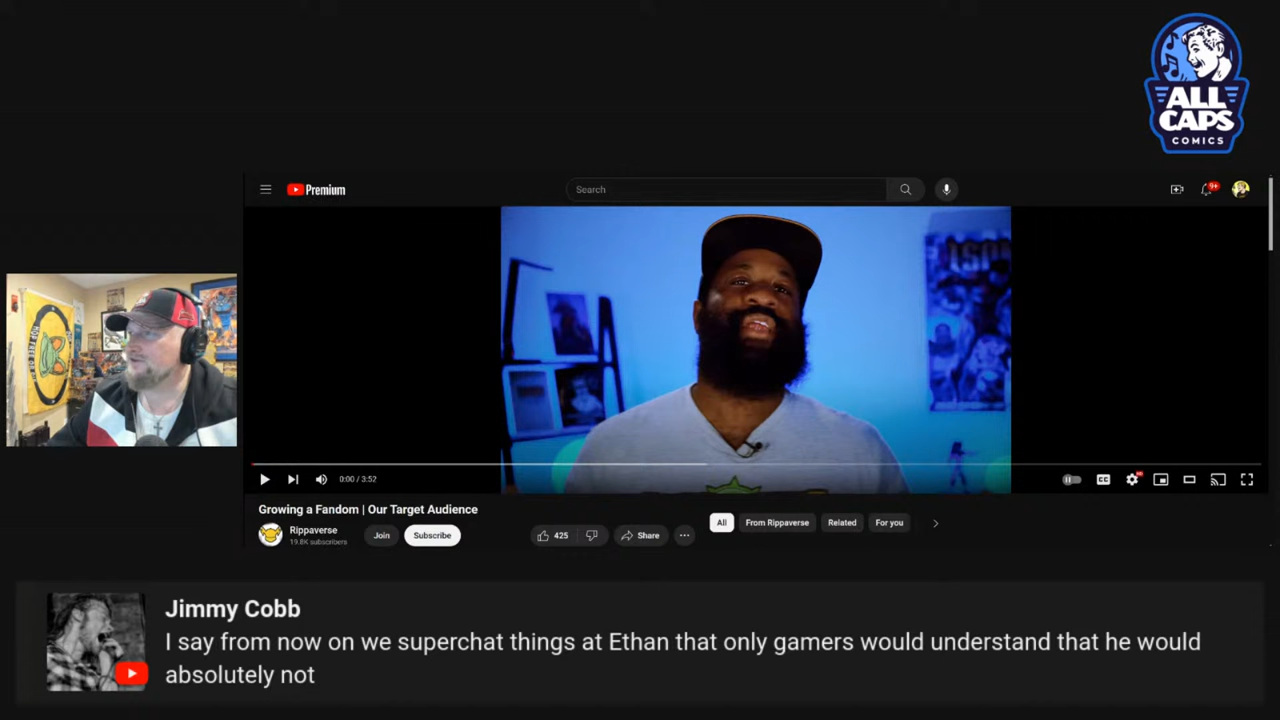 ALL
CAPS
COMICS
Premium
Search
9+
0:00 / 3:52
CC
Growing a Fandom | Our Target Audience
Rippaverse
19.8K subscribers
Join
Subscribe
425
Share
All
From Rippaverse
Related
For you
Jimmy Cobb
I say from now on we superchat things at Ethan that only gamers would understand that he would
absolutely not